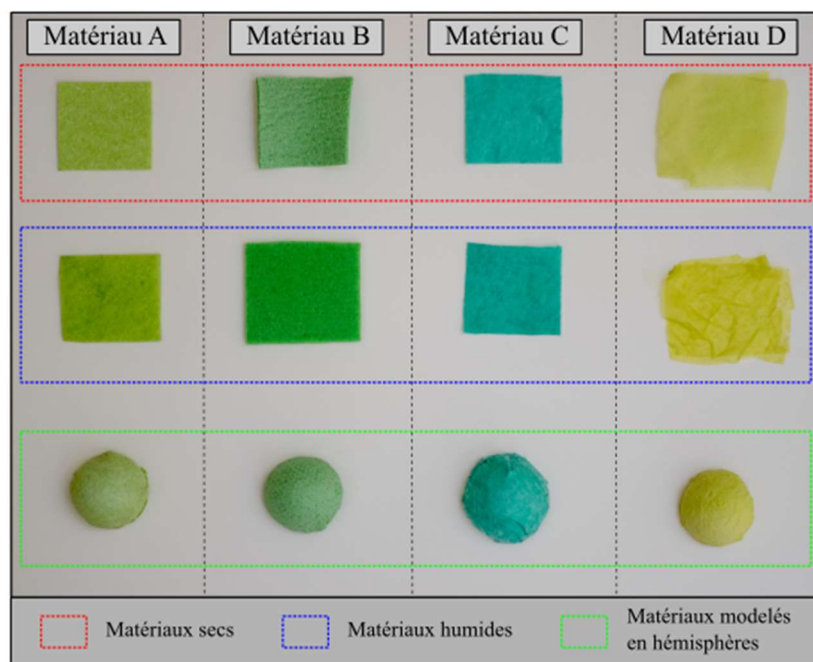 Matériau A
Matériau B
Matériau C
Matériau D
Matériaux secs
Matériaux humides
Matériaux modelés
en hémisphères